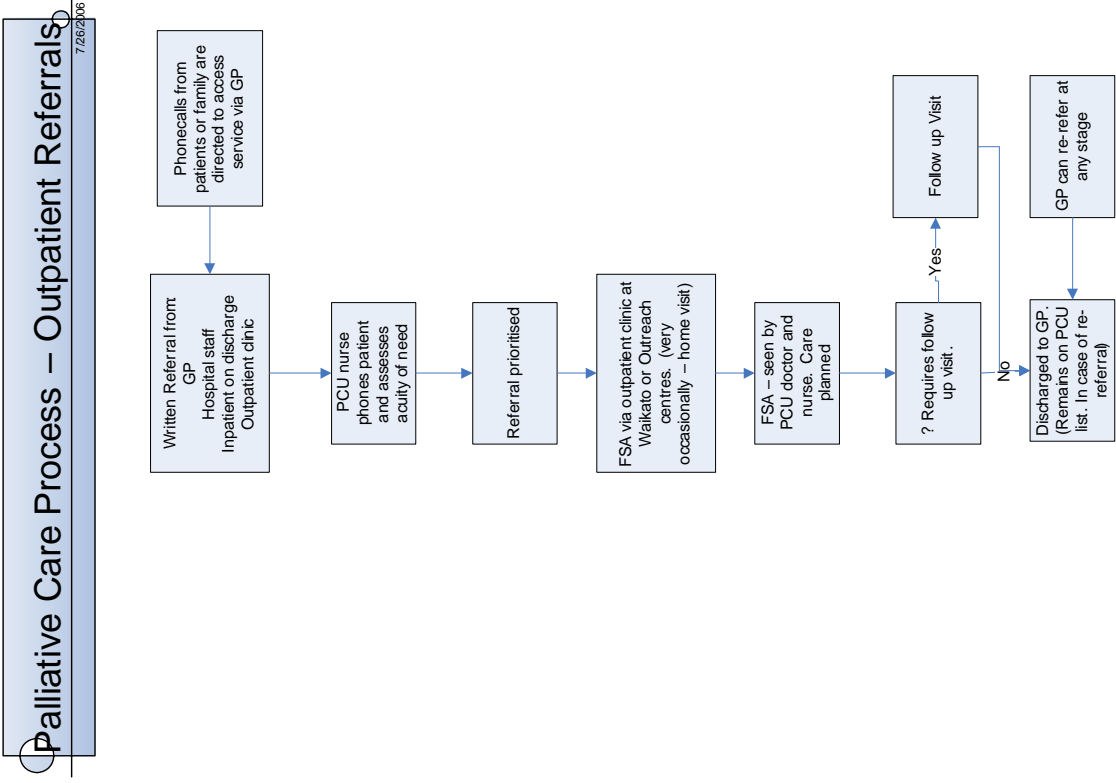 Palliative Care Process – Outpatient Referrals
7/26/2006
Phonecalls from
patients or family are
directed to access
service via GP
Written Referral from:
GP
Hospital staff
Inpatient on discharge
Outpatient clinic
PCU nurse
phones patient
and assesses
acuity of need
Referral prioritised
FSA via outpatient clinic at
Waikato or Outreach
centres. (very
occasionally – home visit)
FSA – seen by
PCU doctor and
nurse. Care
planned
? Requires follow
up visit.
Yes
Follow up Visit
No
Discharged to GP.
(Remains on PCU
list. In case of re-
referral)
GP can re-refer at
any stage